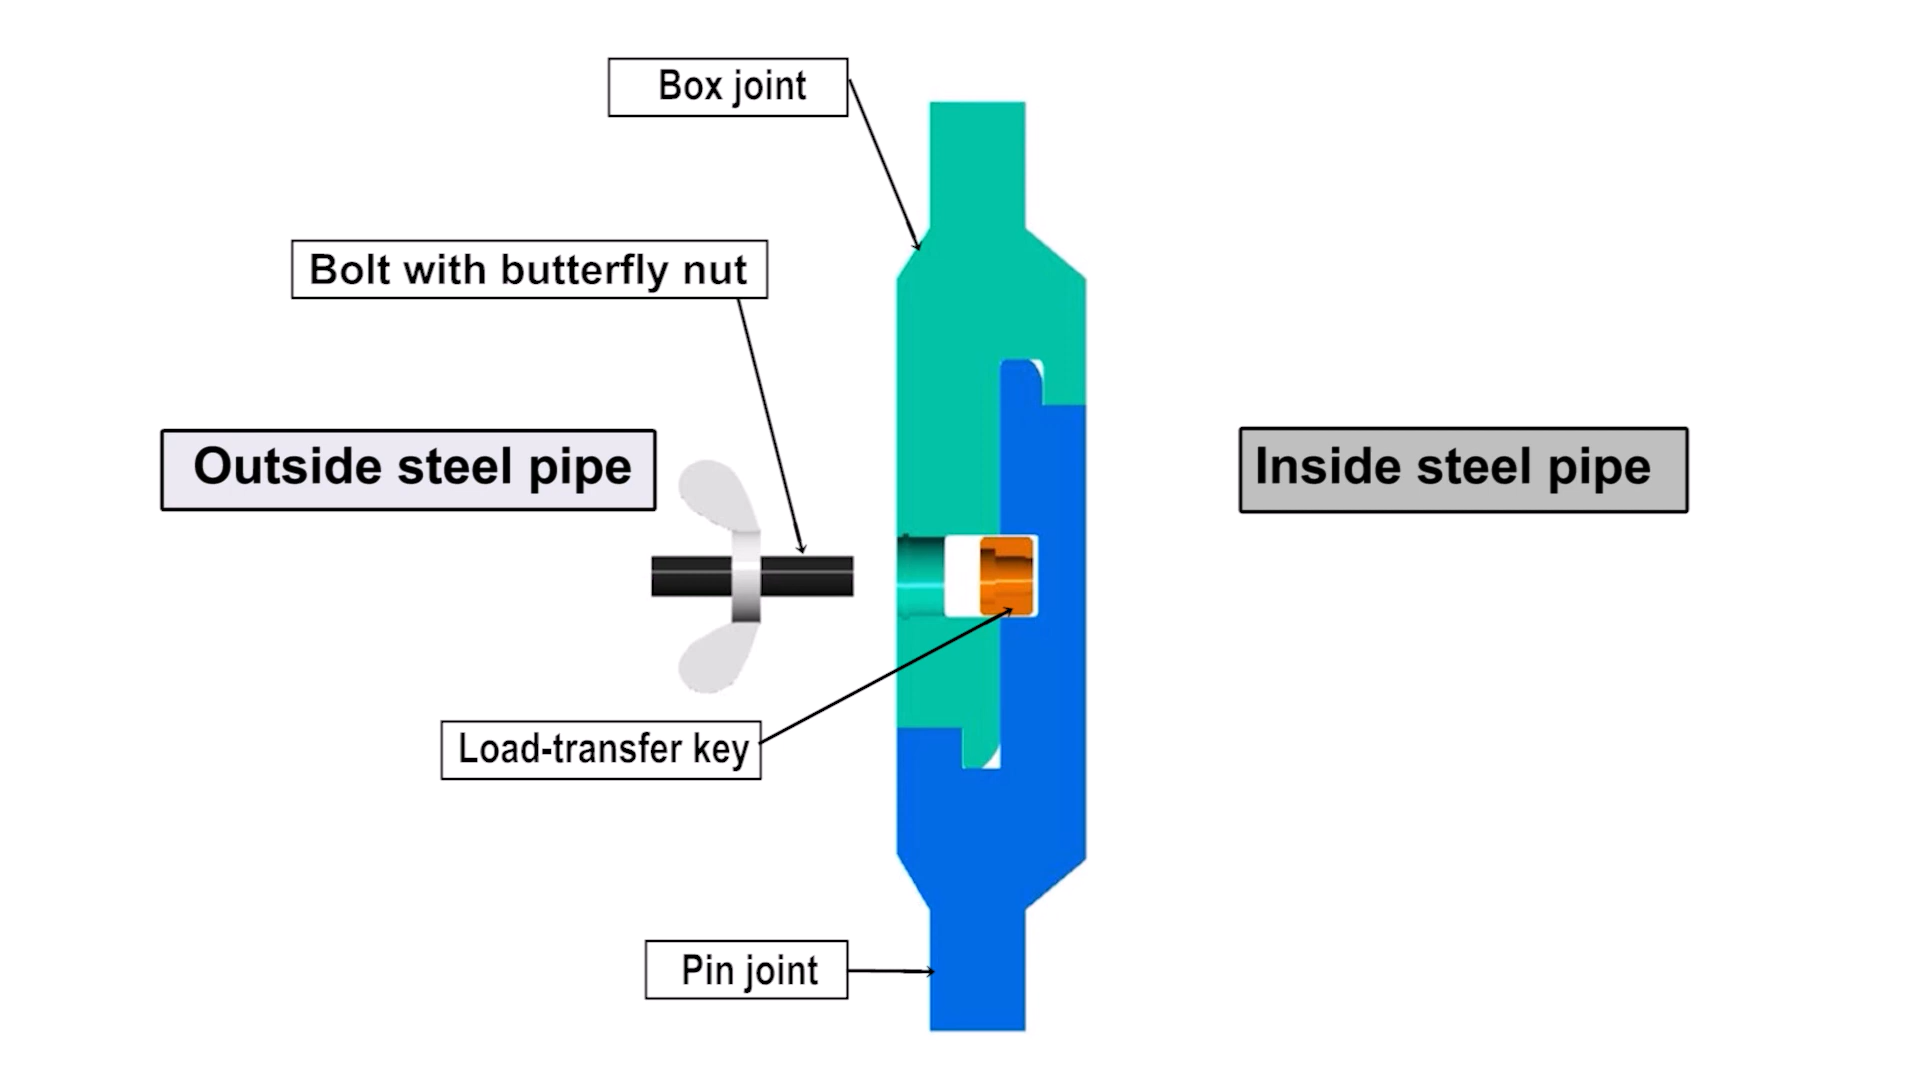 Box joint
Bolt with butterfly nut
Outside steel pipe
Inside steel pipe
Load-transfer key
Pin joint